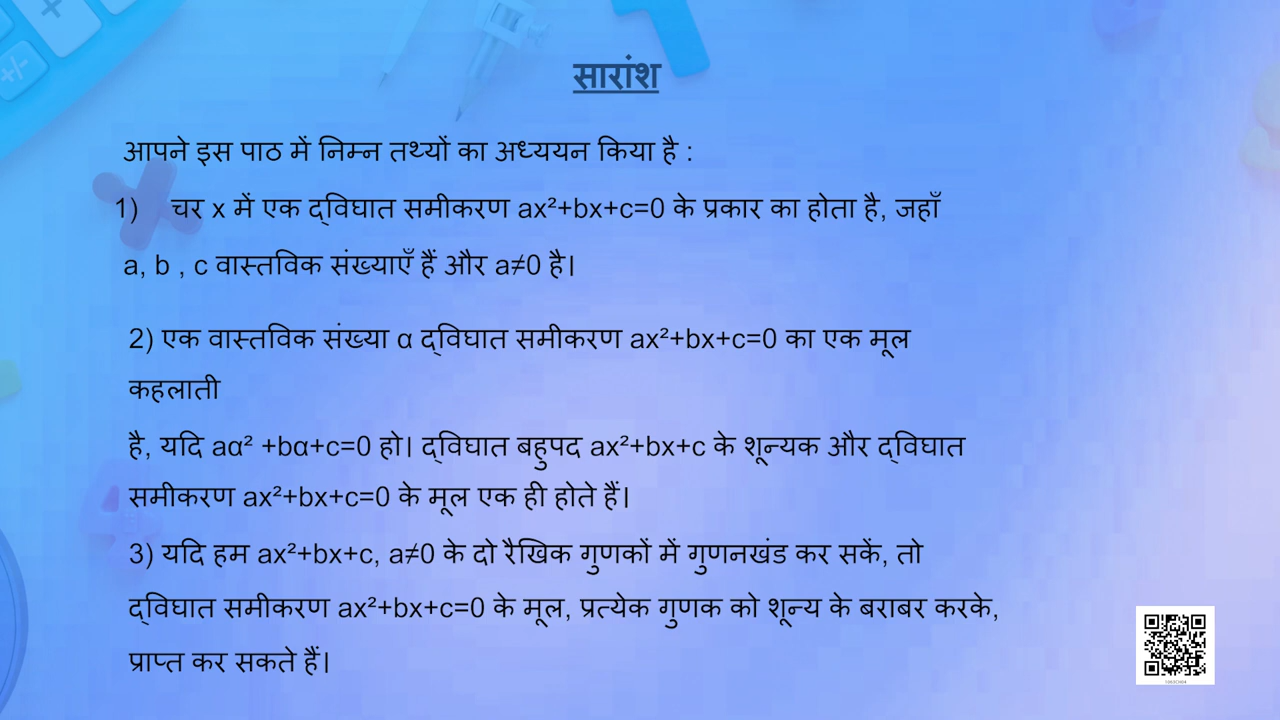 सारांश
आपने इस पाठ में निम्न तथ्यों का अध्ययन किया है :
1) चर x में एक द्विघात समीकरण ax²+bx+c=0 के प्रकार का होता है, जहाँ
a, b , c वास्तविक संख्याएँ हैं और a≠0 है।
2) एक वास्तविक संख्या α द्विघात समीकरण ax²+bx+c=0 का एक मूल
कहलाती
है, यदि aα² +bα+c=0 हो। द्विघात बहुपद ax²+bx+c के शून्यक और द्विघात
समीकरण ax²+bx+c=0 के मूल एक ही होते हैं।
3) यदि हम ax²+bx+c, a≠0 के दो रैखिक गुणकों में गुणनखंड कर सकें, तो
द्विघात समीकरण ax²+bx+c=0 के मूल, प्रत्येक गुणक को शून्य के बराबर करके,
प्राप्त कर सकते हैं।